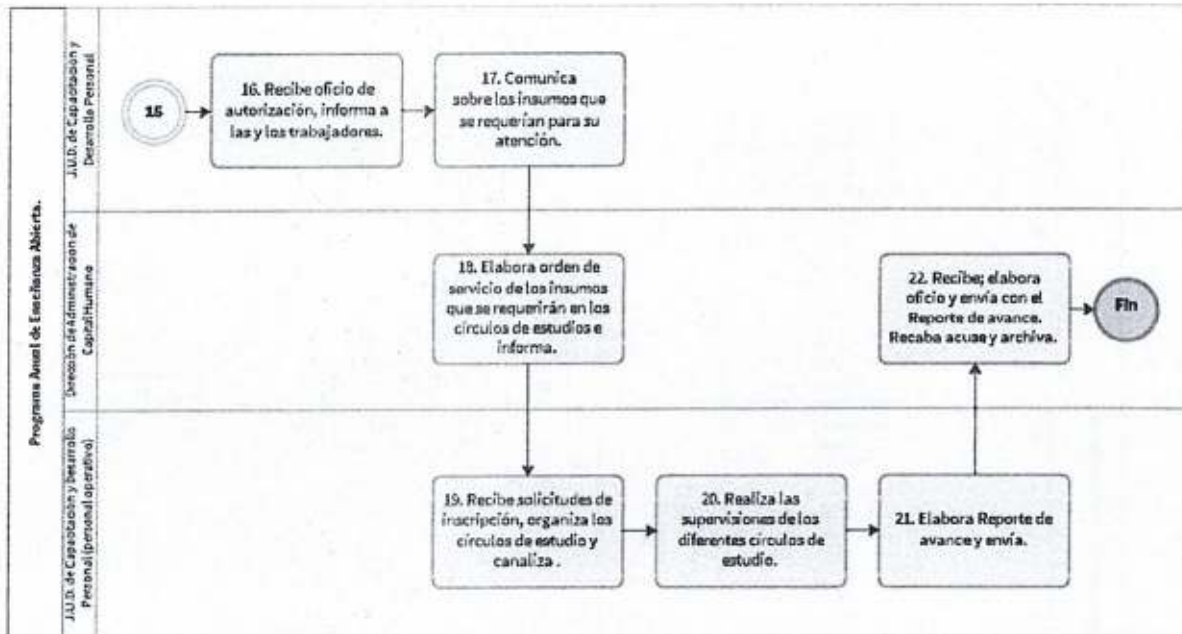 Programa Anual de Enseñanza Abierta.
J.U.D. de Capacitación y
Desarrollo Personal
15
16. Recibe oficio de
autorización, informa a
las y los trabajadores.
17. Comunica
sobre los insumos que
se requerían para su
atención.
Dirección de Administración de
Capital Humano
18. Elabora orden de
servicio de los insumos
que se requerirán en los
círculos de estudios e
informa.
22. Recibe; elabora
oficio y envía con el
Reporte de avance.
Recaba acuse y archiva.
Fin
J.U.D. de Capacitación y Desarrollo
Personal (personal operativo)
19. Recibe solicitudes de
inscripción, organiza los
círculos de estudio y
canaliza .
20. Realiza las
supervisiones de los
diferentes círculos de
estudio.
21. Elabora Reporte de
avance y envía.